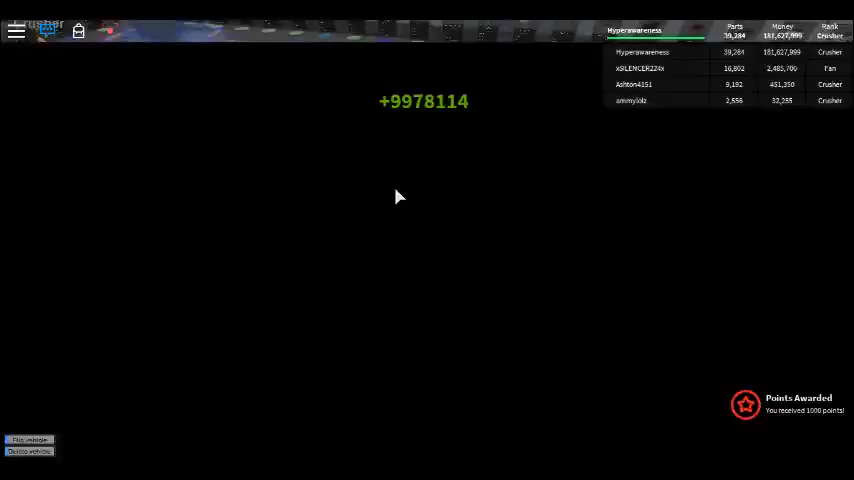 Crusher
Hyperawareness Parts 39,284 Money 181,627,999 Rank Crusher
Hyperawareness 39,284 181,627,999 Crusher
xSILENCER224x 16,802 2,485,700 Fan
Ashton4151 9,192 451,350 Crusher
ammylolz 2,556 32,255 Crusher
+9978114
Points Awarded
You received 1000 points!
Flip vehicle
Delete vehicle